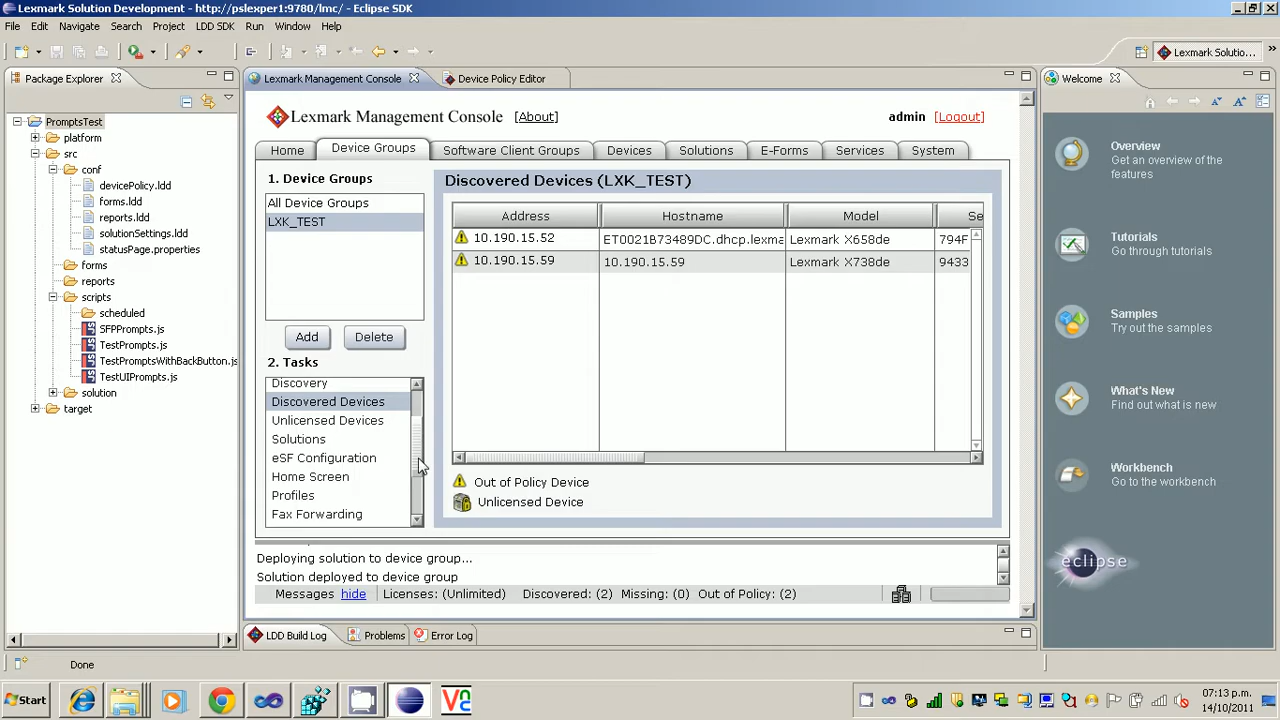 Lexmark Solution Development - http://pslexper1:9780/lmc/ - Eclipse SDK
File Edit Navigate Search Project LDD SDK Run Window Help
Lexmark Solutio...
Package Explorer
Lexmark Management Console
Device Policy Editor
Welcome
PromptsTest
platform
src
conf
devicePolicy.ldd
forms.ldd
reports.ldd
solutionSettings.ldd
statusPage.properties
forms
reports
scripts
scheduled
SFPPrompts.js
TestPrompts.js
TestPromptsWithBackButton.js
TestUIPrompts.js
solution
target
Lexmark Management Console [About]
admin [Logout]
Home Device Groups Software Client Groups Devices Solutions E-Forms Services System
1. Device Groups
All Device Groups
LXK_TEST
Add Delete
2. Tasks
Discovery
Discovered Devices
Unlicensed Devices
Solutions
eSF Configuration
Home Screen
Profiles
Fax Forwarding
Discovered Devices (LXK_TEST)
Address Hostname Model Se
10.190.15.52 ET0021B73489DC.dhcp.lexma Lexmark X658de 794F
10.190.15.59 10.190.15.59 Lexmark X738de 9433
Out of Policy Device
Unlicensed Device
Deploying solution to device group...
Solution deployed to device group
Messages hide Licenses: (Unlimited) Discovered: (2) Missing: (0) Out of Policy: (2)
Overview
Get an overview of the
features
Tutorials
Go through tutorials
Samples
Try out the samples
What's New
Find out what is new
Workbench
Go to the workbench
eclipse
LDD Build Log Problems Error Log
Done
Start
07:13 p.m.
14/10/2011